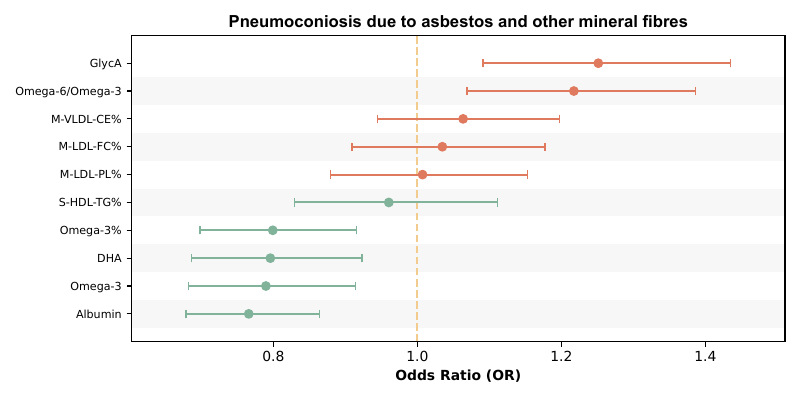 Pneumoconiosis due to asbestos and other mineral fibres
GlycA
Omega-6/Omega-3
M-VLDL-CE%
M-LDL-FC%
M-LDL-PL%
S-HDL-TG%
Omega-3%
DHA
Omega-3
Albumin
0.8 1.0 1.2 1.4
Odds Ratio (OR)